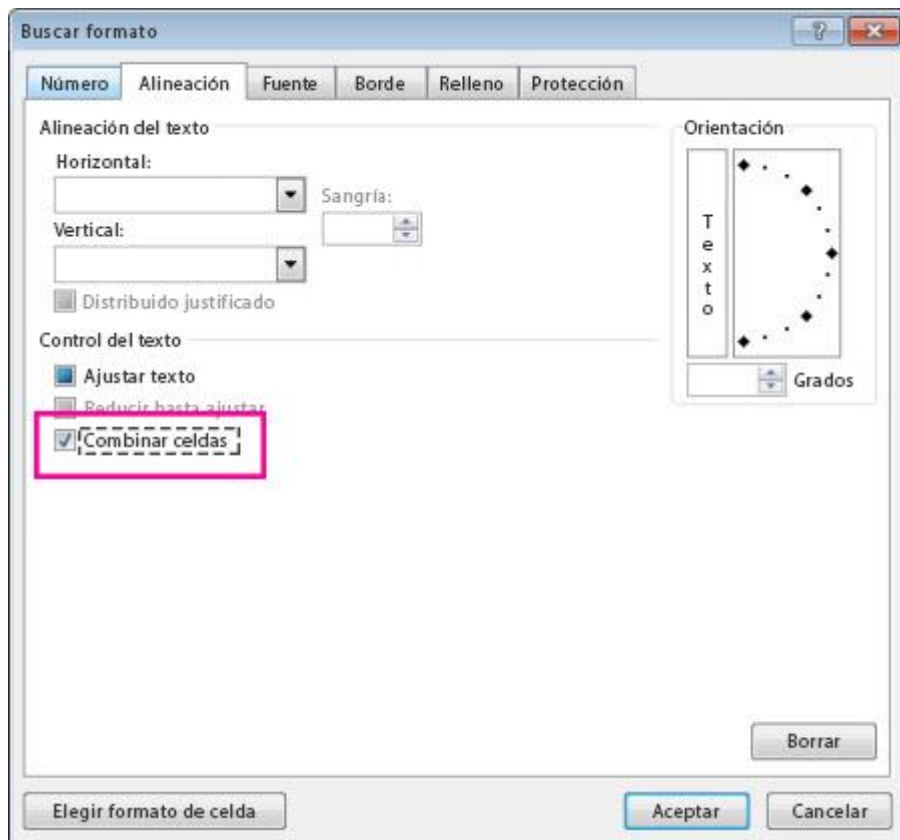 Buscar formato
Número Alineación Fuente Borde Relleno Protección
Alineación del texto
Orientación
Horizontal:
Sangría:
Vertical:
Texto
Distribuido justificado
Control del texto
Ajustar texto
Grados
Reducir hasta ajustar
Combinar celdas
Borrar
Elegir formato de celda
Aceptar
Cancelar